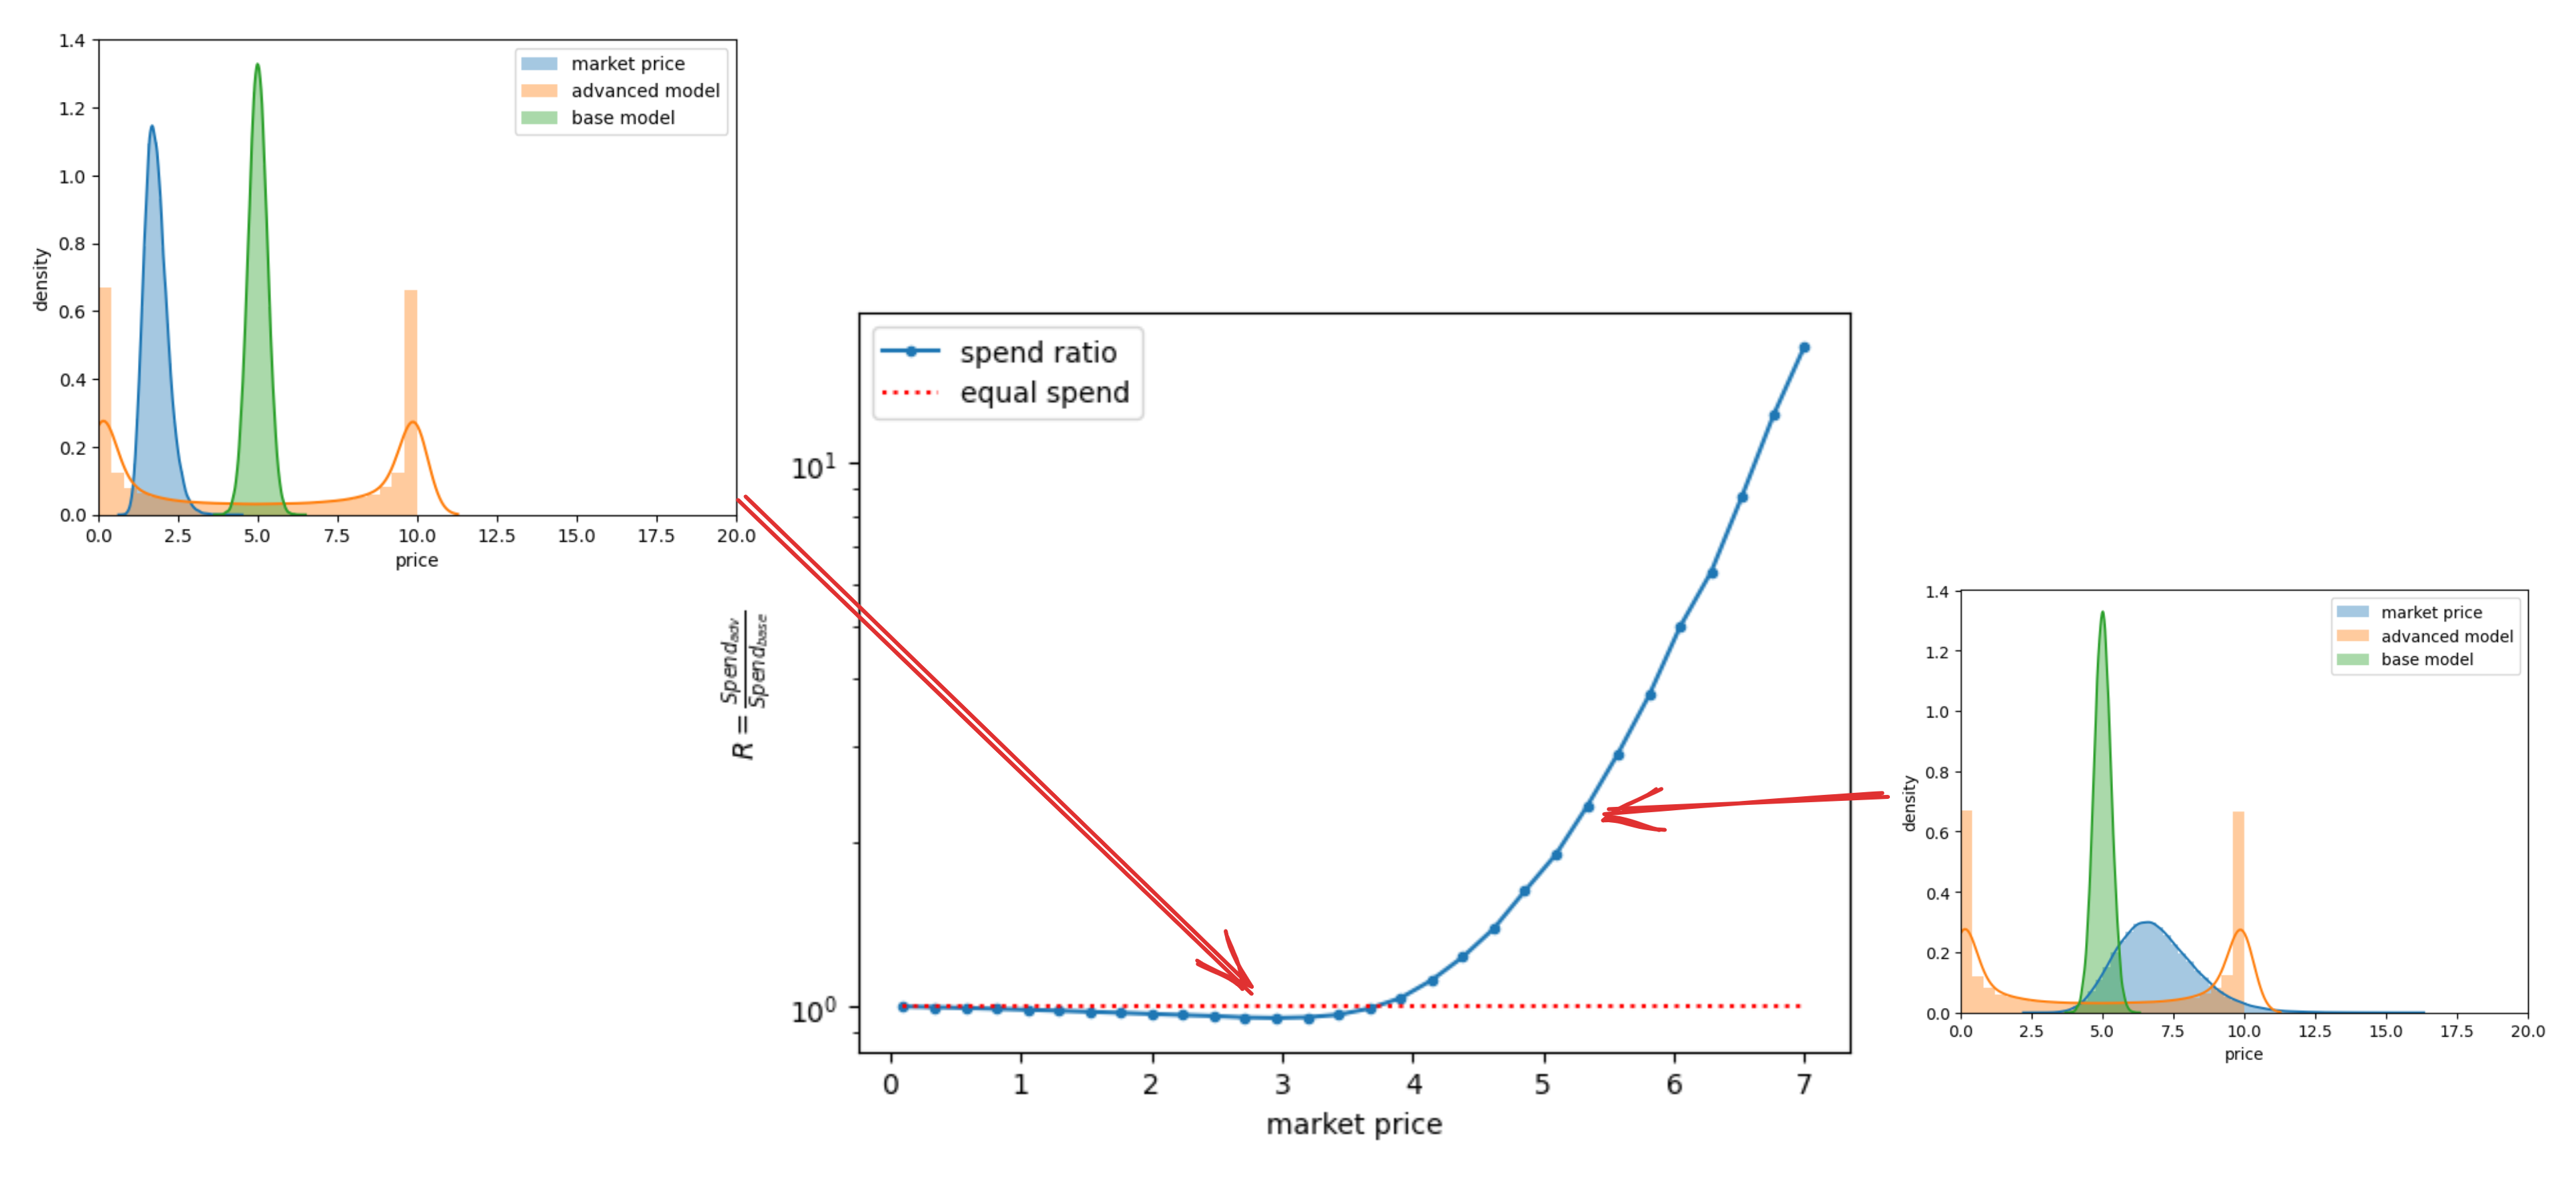 1.4
1.2
1.0
0.8
0.6
0.4
0.2
0.0
density
market price
advanced model
base model
0.0 2.5 5.0 7.5 10.0 12.5 15.0 17.5 20.0
price
spend ratio
equal spend
10¹
10⁰
R = Spend_adv / Spend_base
0 1 2 3 4 5 6 7
market price
1.4
1.2
1.0
0.8
0.6
0.4
0.2
0.0
density
market price
advanced model
base model
0.0 2.5 5.0 7.5 10.0 12.5 15.0 17.5 20.0
price